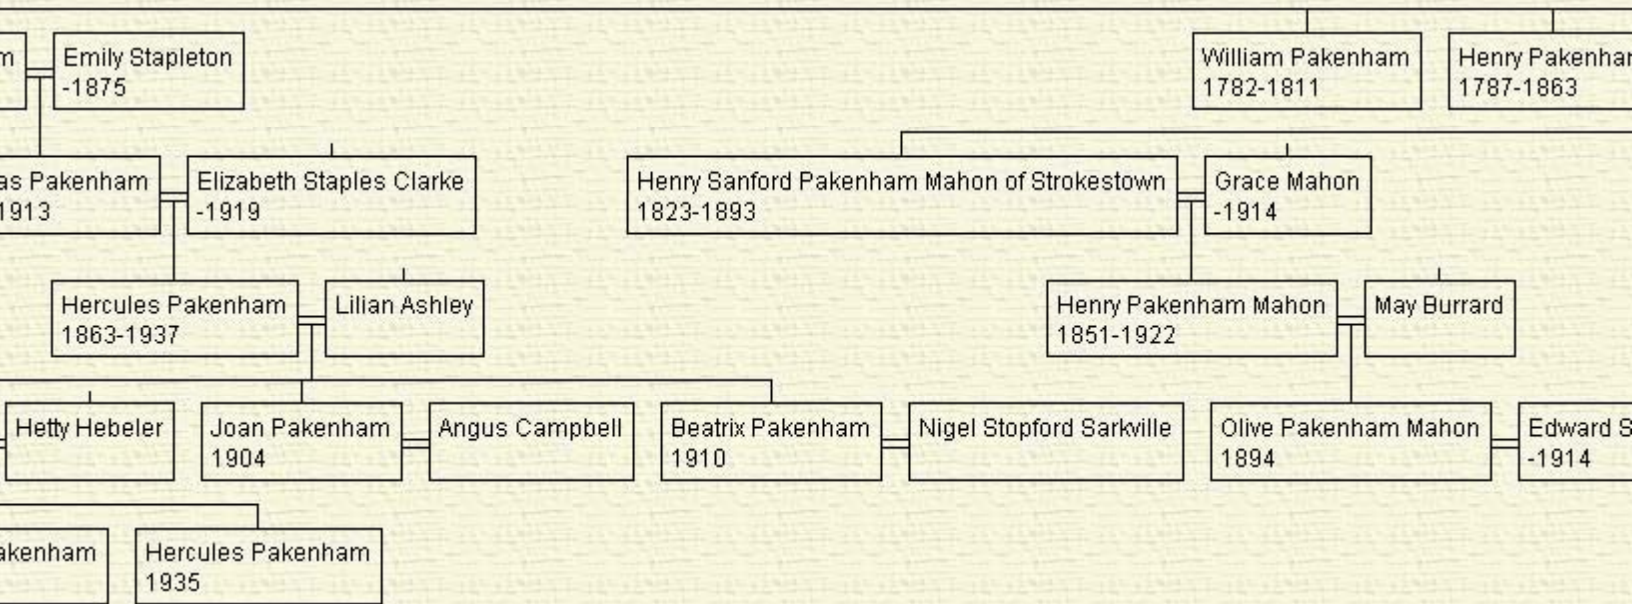 Emily Stapleton
-1875
William Pakenham
1782-1811
Henry
1787-1863
Pakenham
1913
Elizabeth Staples Clarke
-1919
Henry Sanford Pakenham Mahon of Strokestown
1823-1893
Grace Mahon
-1914
Hercules Pakenham
1863-1937
Lilian Ashley
Henry Pakenham Mahon
1851-1922
May Burrard
Hetty Hebeler
Joan Pakenham
1904
Angus Campbell
Beatrix Pakenham
1910
Nigel Stopford Sarkville
Olive Pakenham Mahon
1894
Edward
-1914
Hercules Pakenham
1935